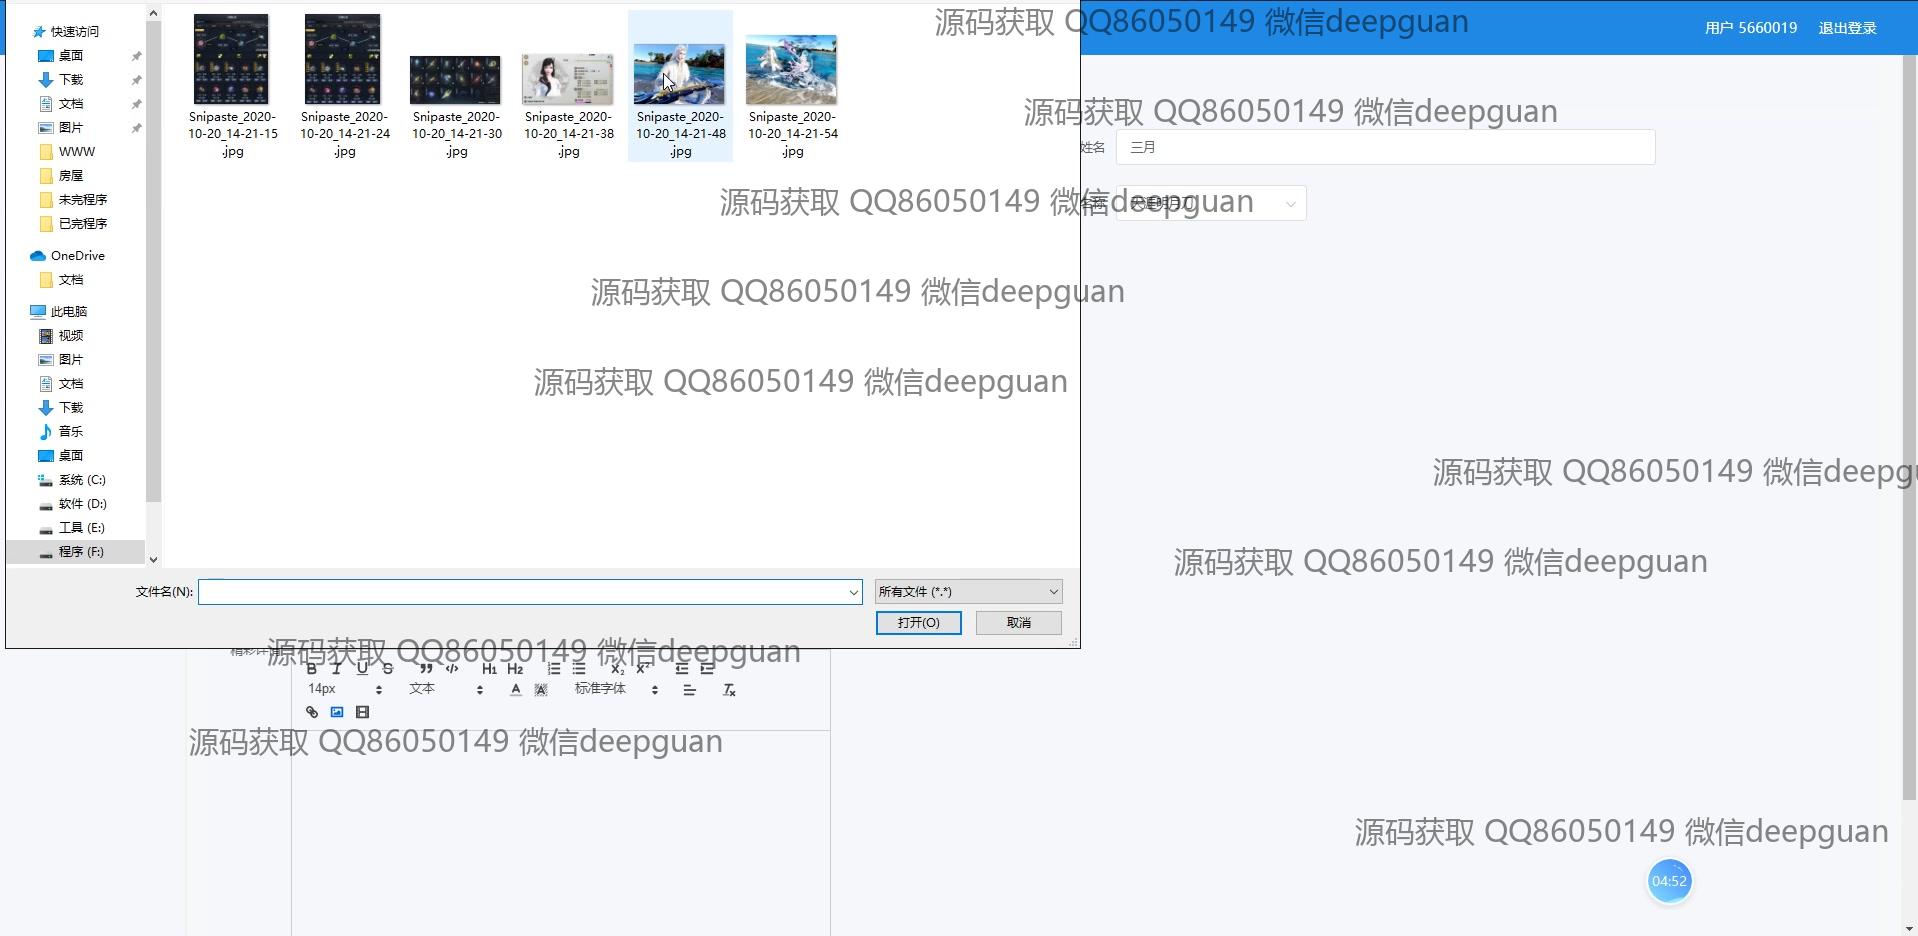 快速访问
桌面
下载
文档
图片
WWW
房屋
未完程序
已完程序
OneDrive
文档
此电脑
视频
图片
文档
下载
音乐
桌面
系统 (C:)
软件 (D:)
工具 (E:)
程序 (F:)
Snipaste_2020-10-20_14-21-15.jpg
Snipaste_2020-10-20_14-21-24.jpg
Snipaste_2020-10-20_14-21-30.jpg
Snipaste_2020-10-20_14-21-38.jpg
Snipaste_2020-10-20_14-21-48.jpg
Snipaste_2020-10-20_14-21-54.jpg
文件名(N):
所有文件 (*.*)
打开(O)
取消
用户 5660019
退出登录
姓名
三月
名称
天涯明月刀
源码获取 QQ86050149 微信deepguan
源码获取 QQ86050149 微信deepguan
源码获取 QQ86050149 微信deepguan
源码获取 QQ86050149 微信deepguan
源码获取 QQ86050149 微信deepguan
源码获取 QQ86050149 微信deepgu
源码获取 QQ86050149 微信deepguan
源码获取 QQ86050149 微信deepguan
B I U S H1 H2 X2 X2
14px
文本
标准字体
源码获取 QQ86050149 微信deepguan
源码获取 QQ86050149 微信deepguan
04:52